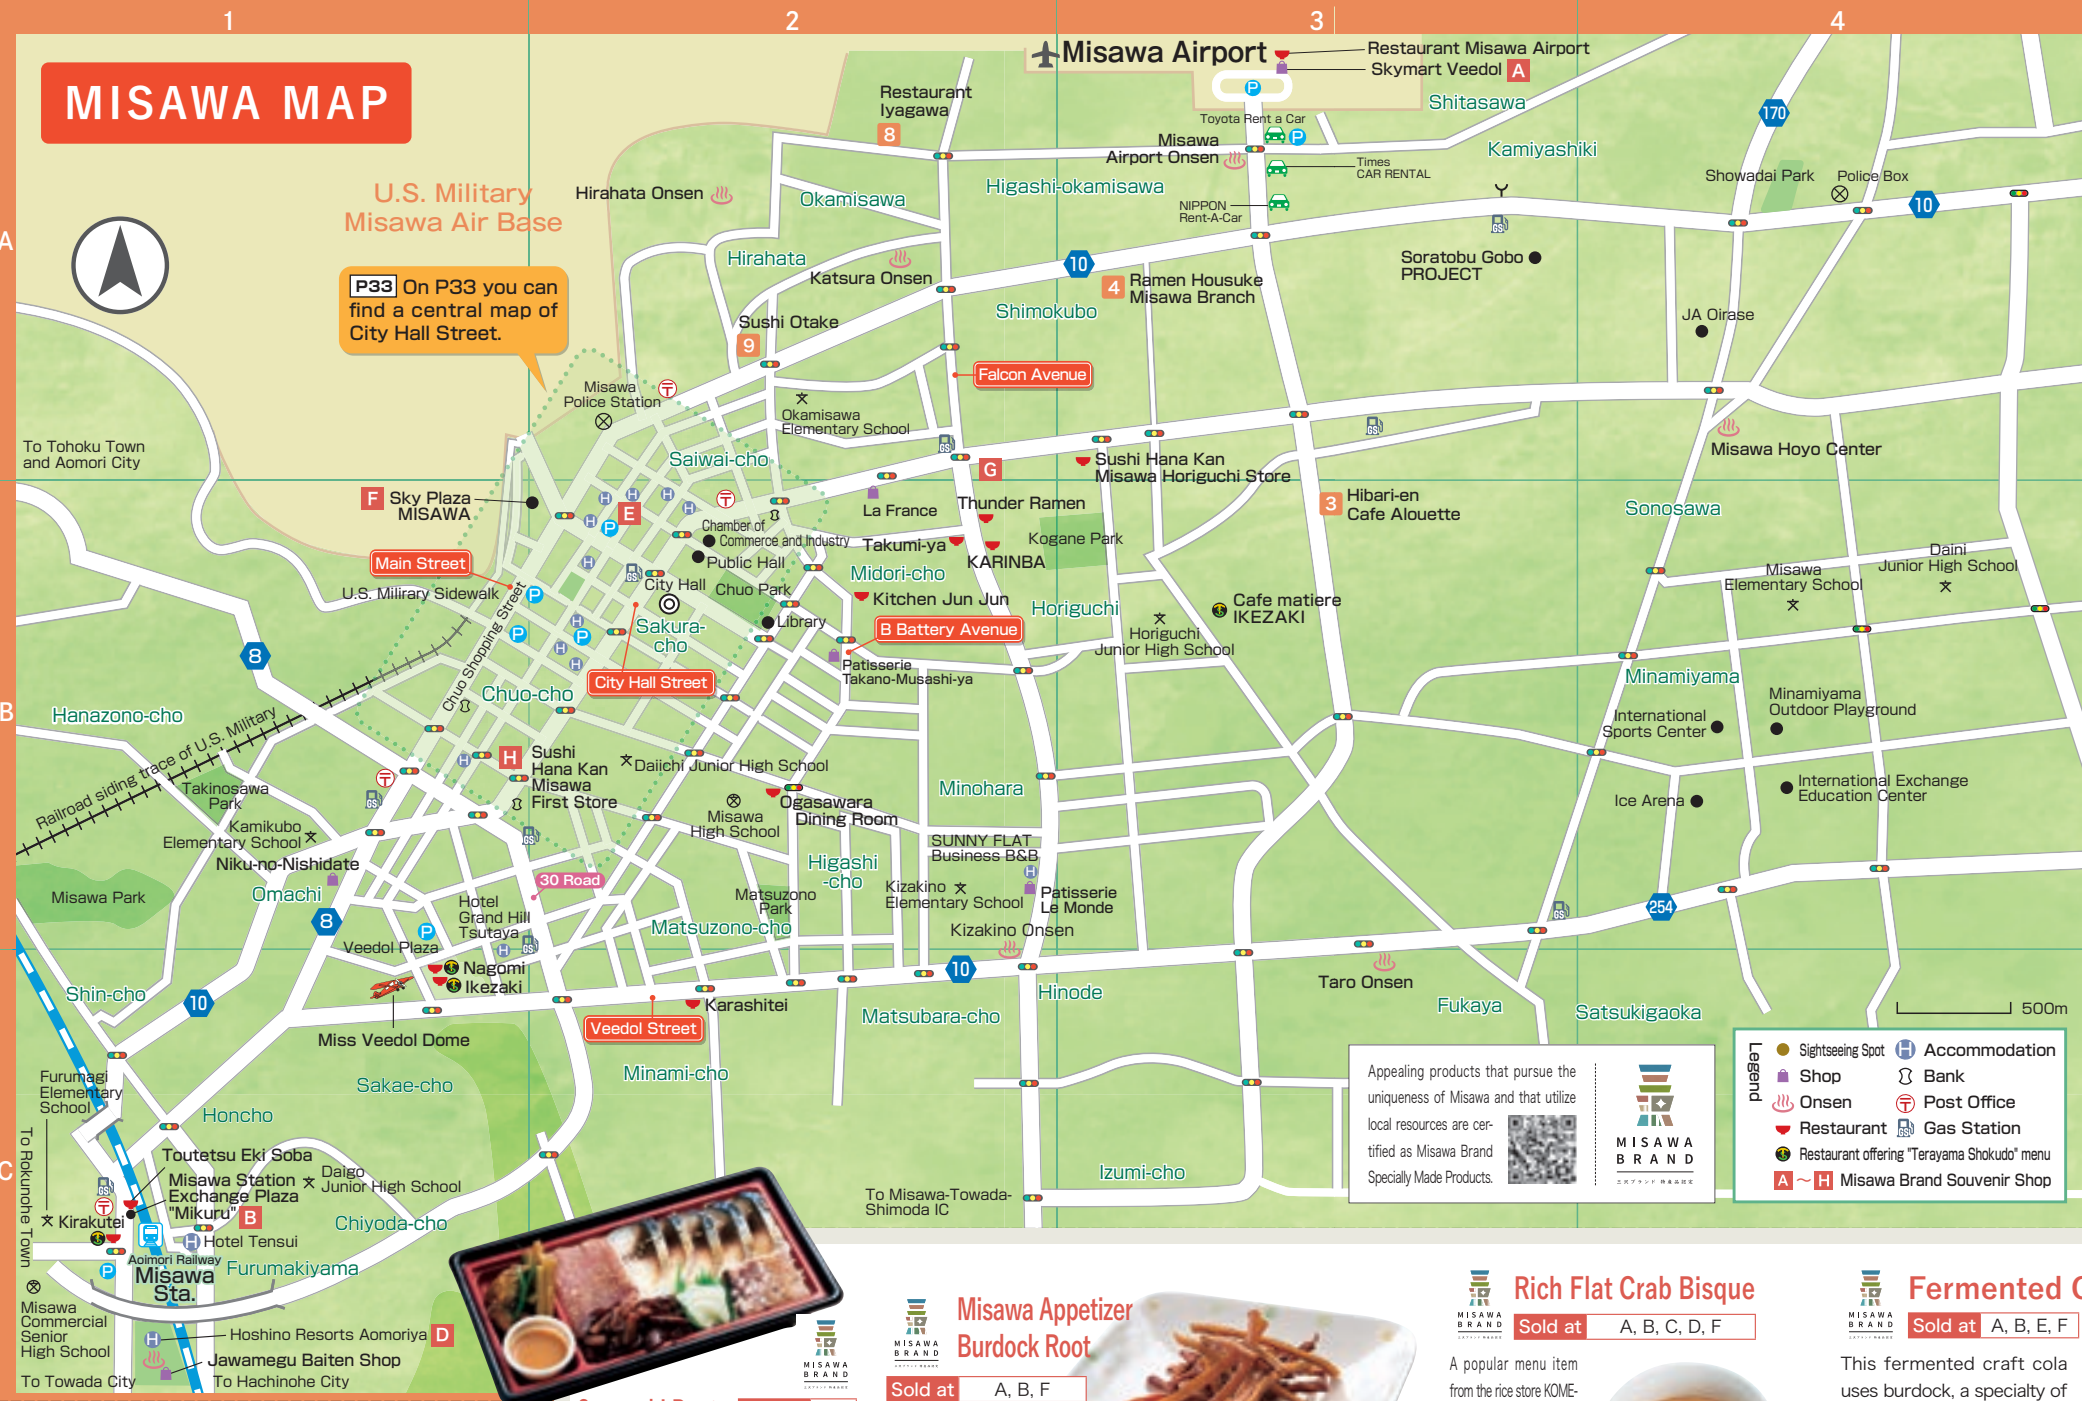 1
2
3
4
A
B
C
MISAWA MAP
U.S. Military
Misawa Air Base
P33 On P33 you can
find a central map of
City Hall Street.
Misawa Airport
Restaurant Misawa Airport
Skymart Veedol A
P
Toyota Rent a Car
P
Times
CAR RENTAL
NIPPON
Rent-A-Car
Misawa
Airport Onsen
Restaurant
Iyagawa
8
Hirahata Onsen
Okamisawa
Higashi-okamisawa
Shitasawa
Kamiyashiki
170
Showadai Park
Police Box
10
Hirahata
Katsura Onsen
10
4 Ramen Housuke
Misawa Branch
GS
Soratobu Gobo
PROJECT
Shimokubo
Sushi Otake
9
JA Oirase
Falcon Avenue
Misawa
Police Station
Okamisawa
Elementary School
GS
GS
Misawa Hoyo Center
To Tohoku Town
and Aomori City
Saiwai-cho
G
Sushi Hana Kan
Misawa Horiguchi Store
F Sky Plaza
MISAWA
E
La France
Thunder Ramen
3 Hibari-en
Cafe Alouette
Sonosawa
Chamber of
Commerce and Industry
Takumi-ya
KARINBA
Kogane Park
Main Street
Public Hall
Midori-cho
Daini
Junior High School
Misawa
Elementary School
U.S. Milirary Sidewalk
P
GS
City Hall
Chuo Park
Kitchen Jun Jun
Horiguchi
Cafe matiere
IKEZAKI
Library
Sakura-
cho
B Battery Avenue
Horiguchi
Junior High School
8
Chuo Shopping Street
Patisserie
Takano-Musashi-ya
City Hall Street
Chuo-cho
Minamiyama
Minamiyama
Outdoor Playground
International
Sports Center
Hanazono-cho
Railroad siding trace of U.S. Military
H Sushi
Hana Kan
Misawa
First Store
Daiichi Junior High School
Takinosawa
Park
GS
Minohara
International Exchange
Education Center
Ice Arena
Ogasawara
Dining Room
Misawa
High School
Kamikubo
Elementary School
GS
SUNNY FLAT
Business B&B
Niku-no-Nishidate
Higashi
-cho
30 Road
Misawa Park
Omachi
8
Hotel
Grand Hill
Tsutaya
Matsuzono
Park
Kizakino
Elementary School
Patisserie
Le Monde
254
GS
P
Veedol Plaza
GS
Matsuzono-cho
Kizakino Onsen
Nagomi
Ikezaki
10
Taro Onsen
Shin-cho
10
Karashitei
Hinode
Fukaya
Satsukigaoka
Veedol Street
Matsubara-cho
Miss Veedol Dome
500m
Furumagi
Elementary
School
Sakae-cho
Minami-cho
Honcho
Izumi-cho
To Misawa-Towada-
Shimoda IC
To Rokunohe Town
Toutetsu Eki Soba
Misawa Station
Exchange Plaza
"Mikuru" B
Daigo
Junior High School
GS
Kirakutei
Chiyoda-cho
Hotel Tensui
Aoimori Railway
Misawa
Sta.
P
Furumakiyama
Misawa
Commercial
Senior
High School
Hoshino Resorts Aomoriya D
Jawamegu Baiten Shop
To Towada City
To Hachinohe City
Appealing products that pursue the
uniqueness of Misawa and that utilize
local resources are cer-
tified as Misawa Brand
Specially Made Products.
MISAWA
BRAND
Legend
Sightseeing Spot
H Accommodation
Shop
Bank
Onsen
Post Office
Restaurant
GS Gas Station
Restaurant offering "Terayama Shokudo" menu
A ~ H Misawa Brand Souvenir Shop
MISAWA
BRAND
MISAWA
BRAND
Misawa Appetizer
Burdock Root
Sold at A, B, F
MISAWA
BRAND
Rich Flat Crab Bisque
Sold at A, B, C, D, F
A popular menu item
from the rice store KOME-
MISAWA
BRAND
Fermented
Sold at A, B, E, F
This fermented craft cola
uses burdock, a specialty of